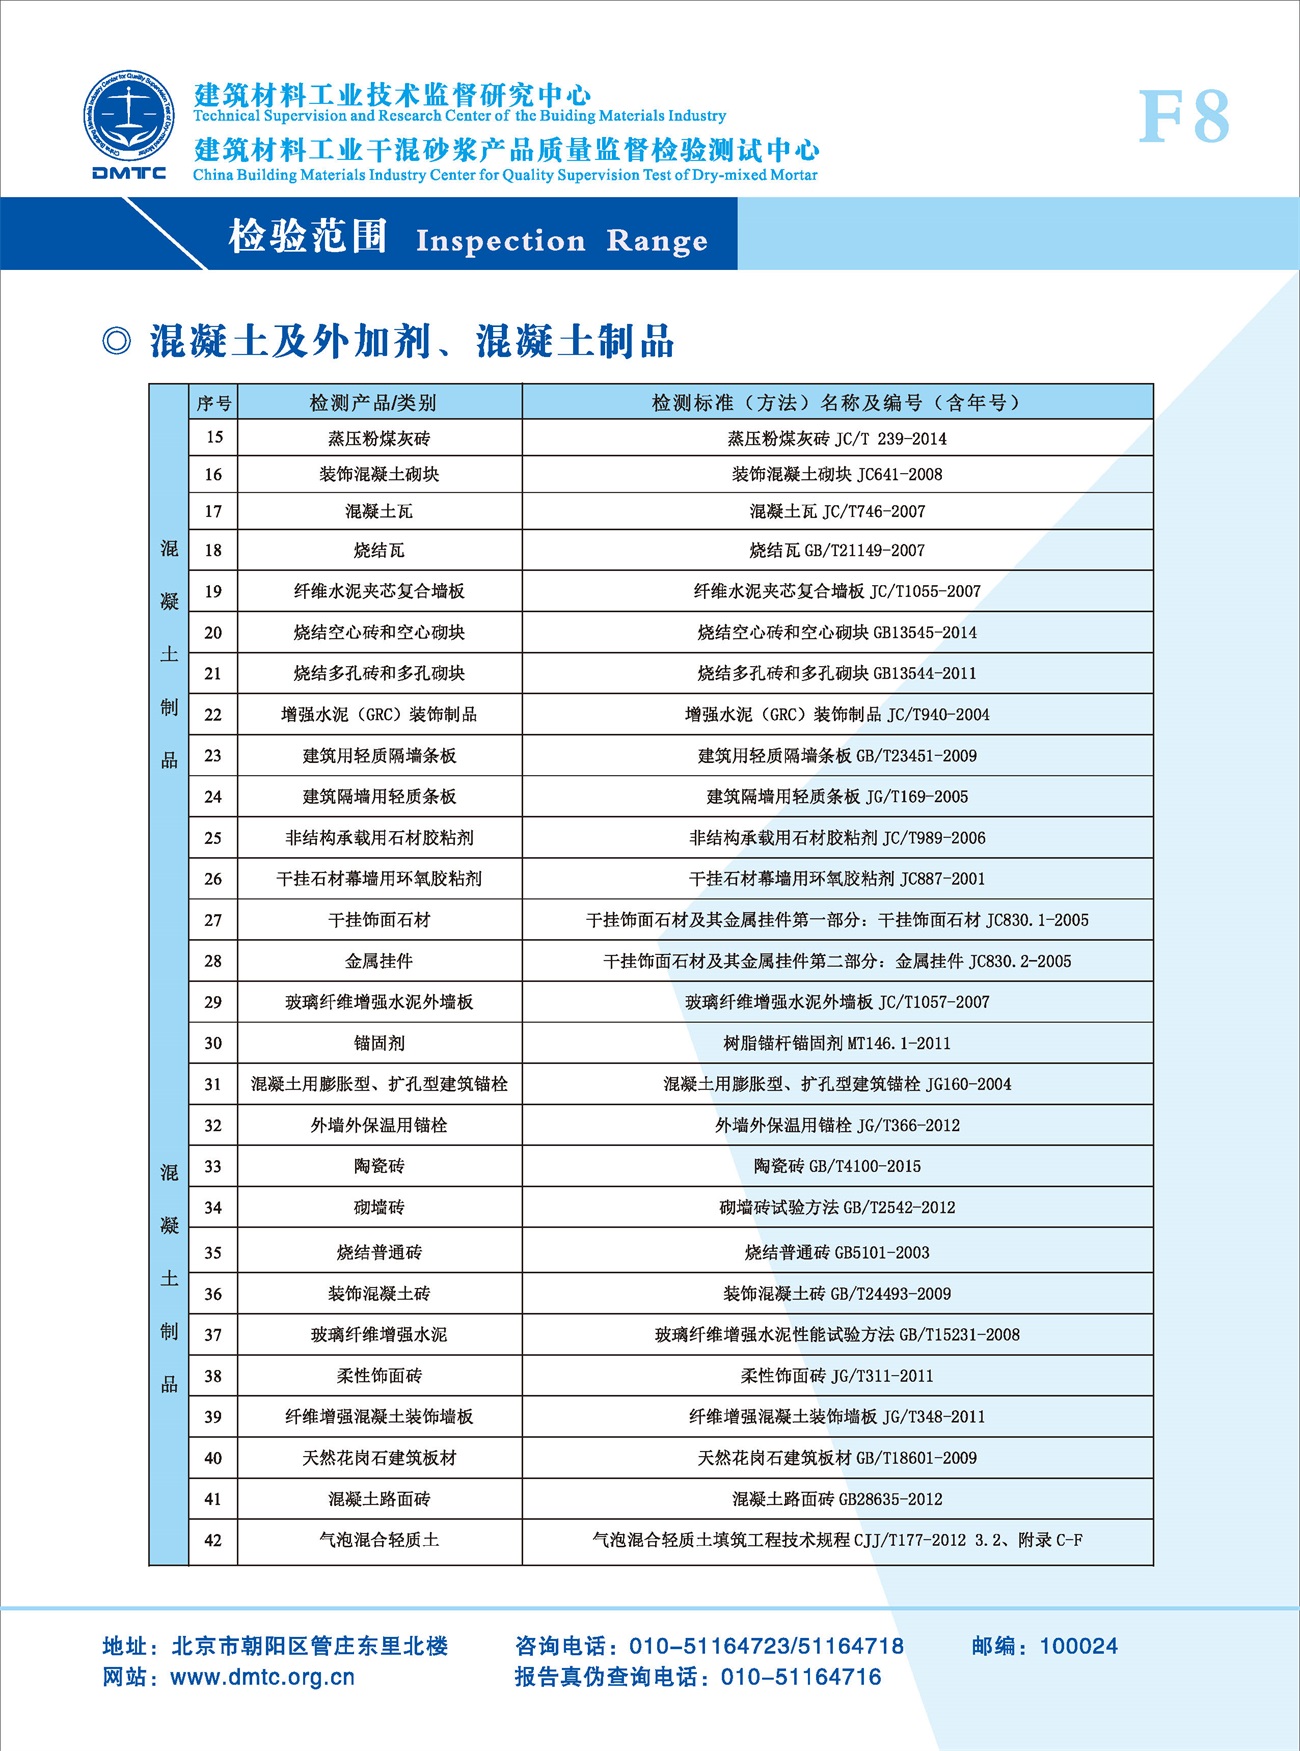 建筑材料工业技术监督研究中心
Technical Supervision and Research Center of the Buiding Materials Industry
建筑材料工业干混砂浆产品质量监督检验测试中心
China Building Materials Industry Center for Quality Supervision Test of Dry-mixed Mortar
DMTC
F8
检验范围 Inspection Range
◎ 混凝土及外加剂、混凝土制品
序号 检测产品/类别 检测标准（方法）名称及编号（含年号）
混凝土制品
15 蒸压粉煤灰砖 蒸压粉煤灰砖 JC/T 239-2014
16 装饰混凝土砌块 装饰混凝土砌块 JC641-2008
17 混凝土瓦 混凝土瓦 JC/T746-2007
18 烧结瓦 烧结瓦 GB/T21149-2007
19 纤维水泥夹芯复合墙板 纤维水泥夹芯复合墙板 JC/T1055-2007
20 烧结空心砖和空心砌块 烧结空心砖和空心砌块 GB13545-2014
21 烧结多孔砖和多孔砌块 烧结多孔砖和多孔砌块 GB13544-2011
22 增强水泥（GRC）装饰制品 增强水泥（GRC）装饰制品 JC/T940-2004
23 建筑用轻质隔墙条板 建筑用轻质隔墙条板 GB/T23451-2009
24 建筑隔墙用轻质条板 建筑隔墙用轻质条板 JG/T169-2005
25 非结构承载用石材胶粘剂 非结构承载用石材胶粘剂 JC/T989-2006
26 干挂石材幕墙用环氧胶粘剂 干挂石材幕墙用环氧胶粘剂 JC887-2001
27 干挂饰面石材 干挂饰面石材及其金属挂件第一部分：干挂饰面石材 JC830.1-2005
28 金属挂件 干挂饰面石材及其金属挂件第二部分：金属挂件 JC830.2-2005
29 玻璃纤维增强水泥外墙板 玻璃纤维增强水泥外墙板 JC/T1057-2007
30 锚固剂 树脂锚杆锚固剂 MT146.1-2011
31 混凝土用膨胀型、扩孔型建筑锚栓 混凝土用膨胀型、扩孔型建筑锚栓 JG160-2004
32 外墙外保温用锚栓 外墙外保温用锚栓 JG/T366-2012
混凝土制品
33 陶瓷砖 陶瓷砖 GB/T4100-2015
34 砌墙砖 砌墙砖试验方法 GB/T2542-2012
35 烧结普通砖 烧结普通砖 GB5101-2003
36 装饰混凝土砖 装饰混凝土砖 GB/T24493-2009
37 玻璃纤维增强水泥 玻璃纤维增强水泥性能试验方法 GB/T15231-2008
38 柔性饰面砖 柔性饰面砖 JG/T311-2011
39 纤维增强混凝土装饰墙板 纤维增强混凝土装饰墙板 JG/T348-2011
40 天然花岗石建筑板材 天然花岗石建筑板材 GB/T18601-2009
41 混凝土路面砖 混凝土路面砖 GB28635-2012
42 气泡混合轻质土 气泡混合轻质土填筑工程技术规程 CJJ/T177-2012 3.2、附录 C-F
地址：北京市朝阳区管庄东里北楼 咨询电话：010-51164723/51164718 邮编：100024
网站：www.dmtc.org.cn 报告真伪查询电话：010-51164716